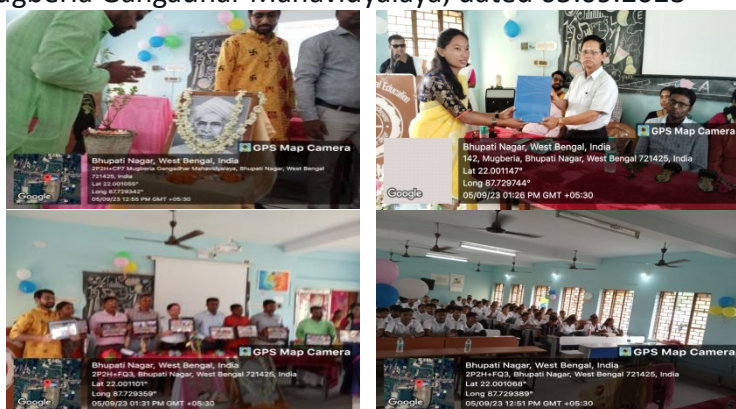 Mugberia Gangadhar Mahavidyalaya, dated 05.09.2023
GPS Map Camera
Bhupati Nagar, West Bengal, India
2P2H+CP7 Mugberia Gangadhar Mahavidyalaya, Bhupati Nagar, West Bengal
721425, India
Lat 22.001055°
Long 87.729342°
05/09/23 12:55 PM GMT +05:30
Google
GPS Map Camera
Bhupati Nagar, West Bengal, India
142, Mugberia, Bhupati Nagar, West Bengal 721425, India
Lat 22.001147°
Long 87.729744°
05/09/23 01:26 PM GMT +05:30
Google
GPS Map Camera
Bhupati Nagar, West Bengal, India
2P2H+FQ3, Bhupati Nagar, West Bengal 721425, India
Lat 22.001101°
Long 87.729359°
05/09/23 01:31 PM GMT +05:30
Google
GPS Map Camera
Bhupati Nagar, West Bengal, India
2P2H+FQ3, Bhupati Nagar, West Bengal 721425, India
Lat 22.001068°
Long 87.729389°
05/09/23 12:51 PM GMT +05:30
Google